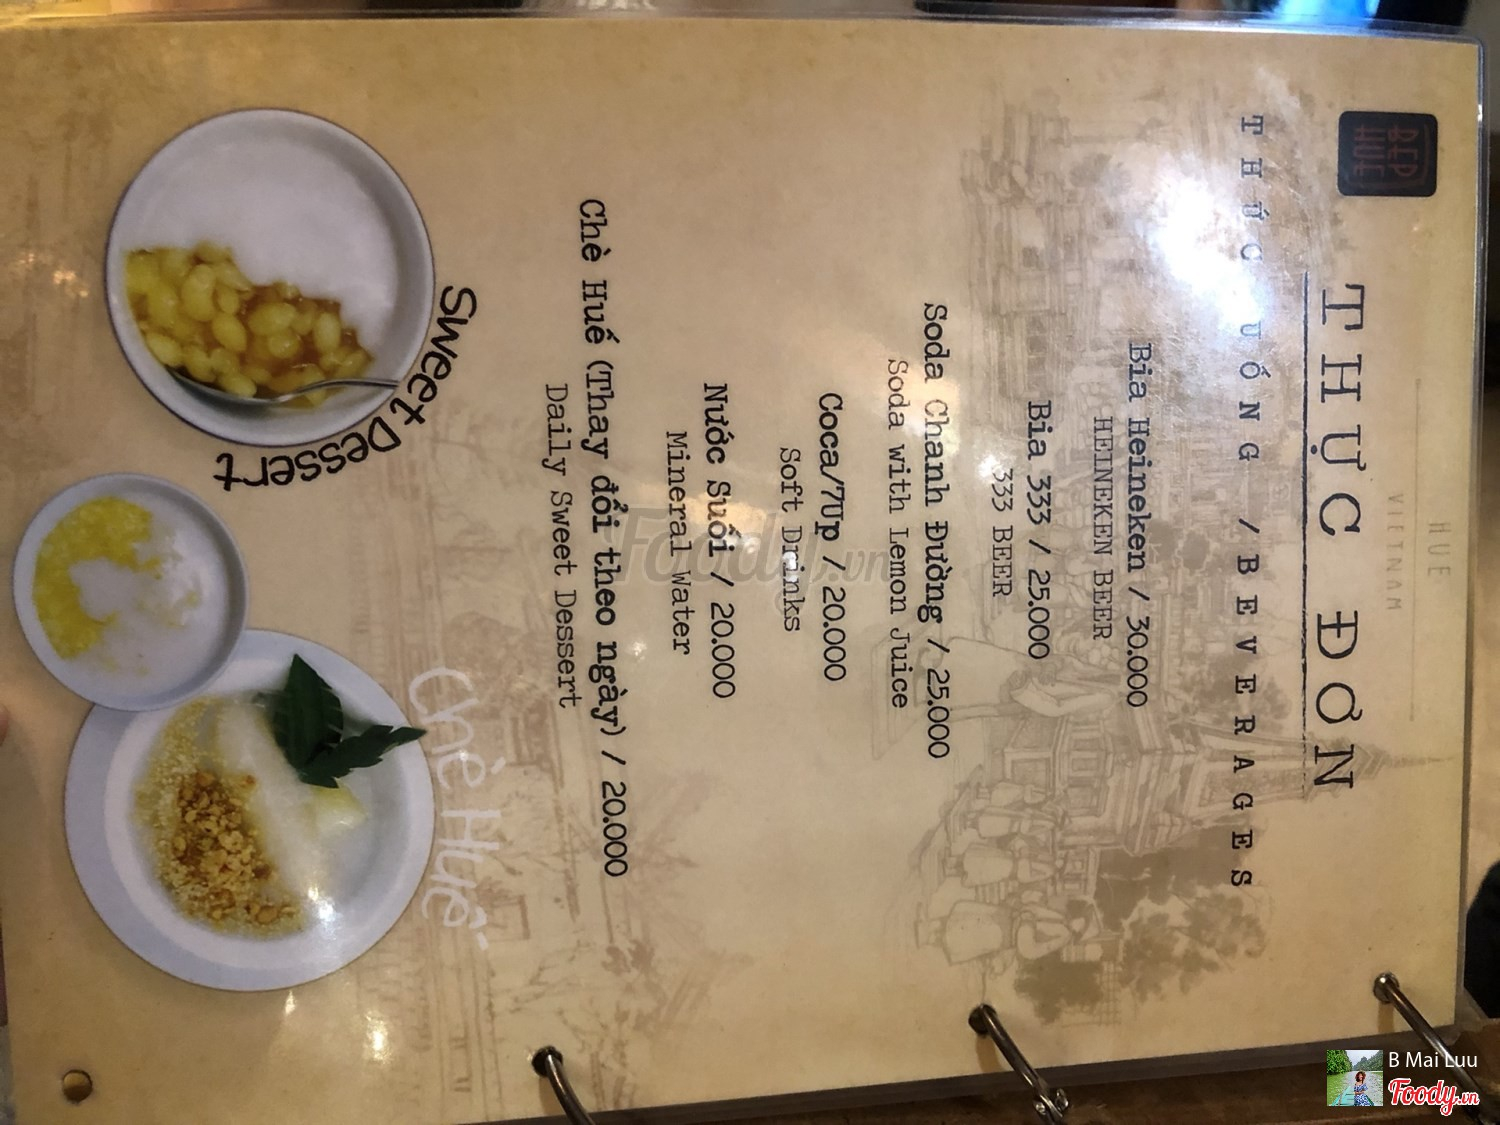 BẾP
HUẾ
HUE
VIETNAM
THỰC ĐƠN
THỨC UỐNG / BEVERAGES
Bia Heineken / 30.000
HEINEKEN BEER
Bia 333 / 25.000
333 BEER
Soda Chanh Đường / 25.000
Soda with Lemon Juice
Coca/7Up / 20.000
Soft Drinks
Nước Suối / 20.000
Mineral Water
Chè Huế (Thay đổi theo ngày) / 20.000
Daily Sweet Dessert
Sweet Dessert
Chè Huế
Foody.vn
B Mai Luu
Foody.vn